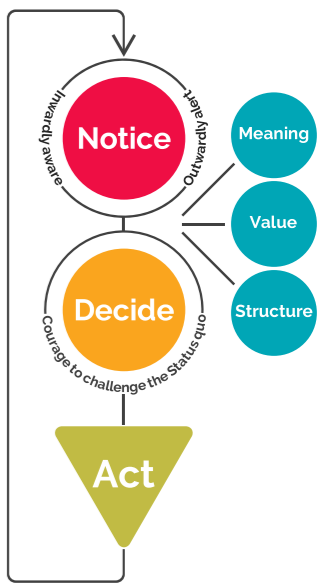 Inwardly aware
Notice
Outwardly alert
Meaning
Value
Structure
Decide
Courage to challenge the Status quo
Act